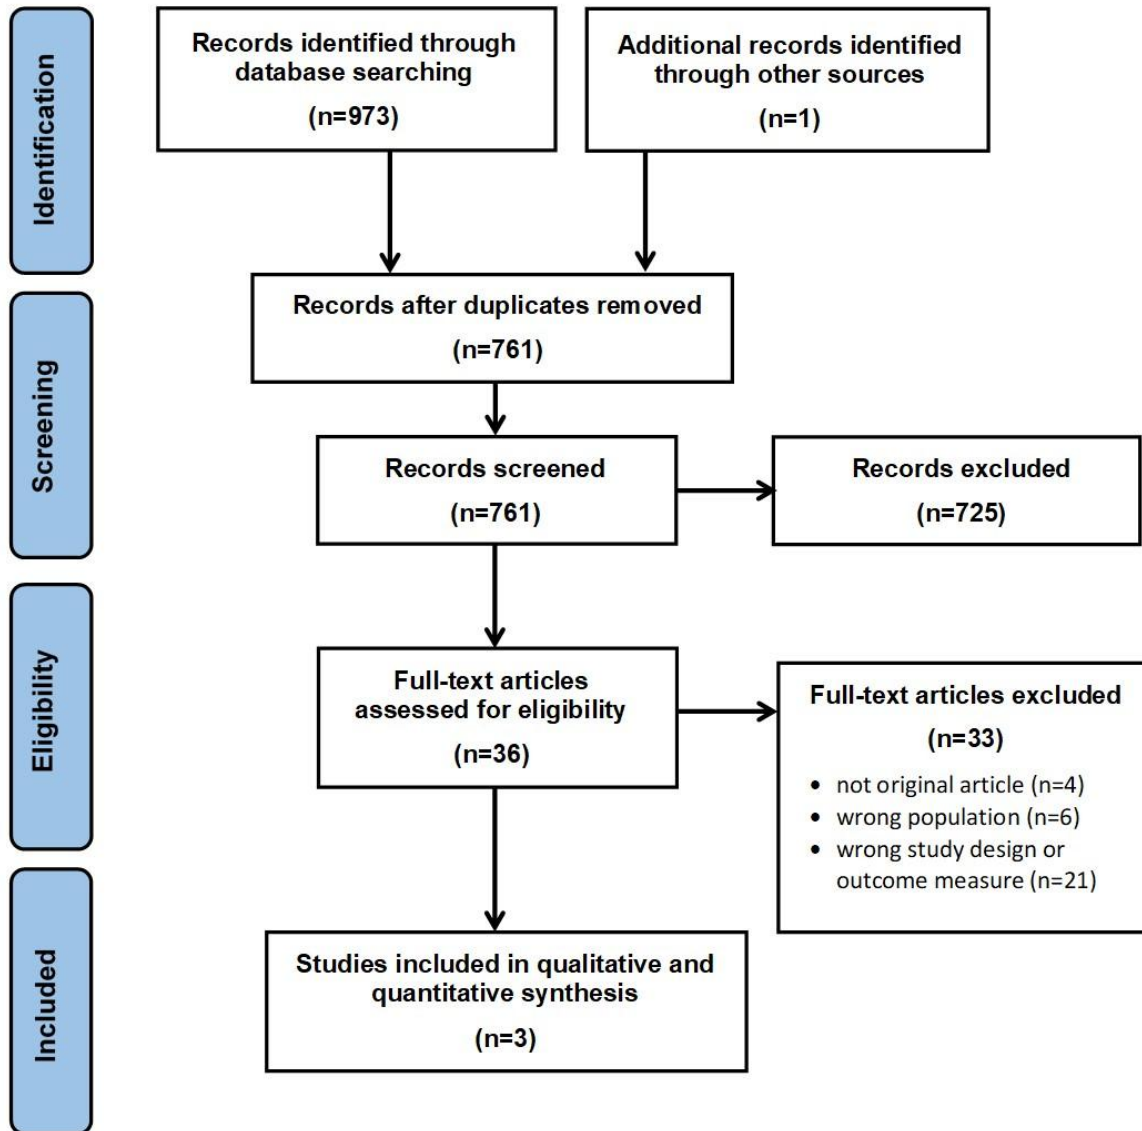 Identification
Records identified through
database searching
(n=973)
Additional records identified
through other sources
(n=1)
Screening
Records after duplicates removed
(n=761)
Records screened
(n=761)
Records excluded
(n=725)
Eligibility
Full-text articles
assessed for eligibility
(n=36)
Full-text articles excluded
(n=33)
• not original article (n=4)
• wrong population (n=6)
• wrong study design or
outcome measure (n=21)
Included
Studies included in qualitative and
quantitative synthesis
(n=3)